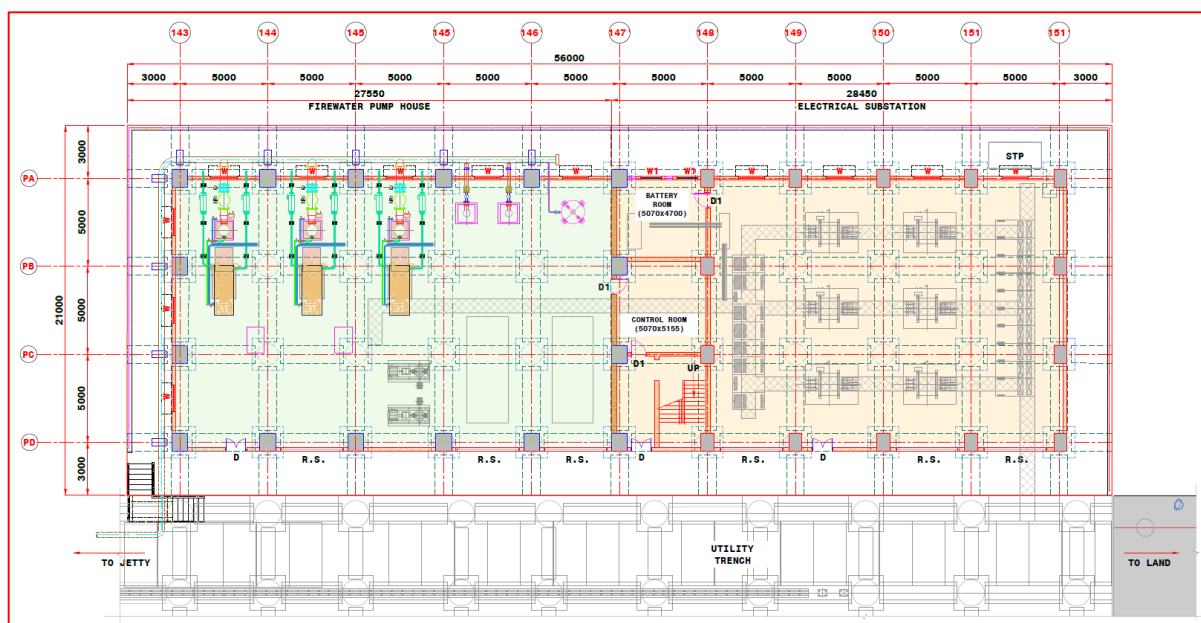 143 144 145 145 146 147 148 149 150 151 151
56000
3000 5000 5000 5000 5000 5000 5000 5000 5000 5000 5000 3000
27550 28450
FIREWATER PUMP HOUSE ELECTRICAL SUBSTATION
3000
STP
W W W W W W1 W1 W W W W
PA
BATTERY
ROOM
(5070x4700)
D1
W
5000
PB
D1
21000
5000
W
CONTROL ROOM
(5070x5155)
PC
D1
UP
5000
W
PD
D R.S. R.S. R.S. D R.S. D R.S. R.S.
3000
UTILITY
TRENCH
TO JETTY
TO LAND